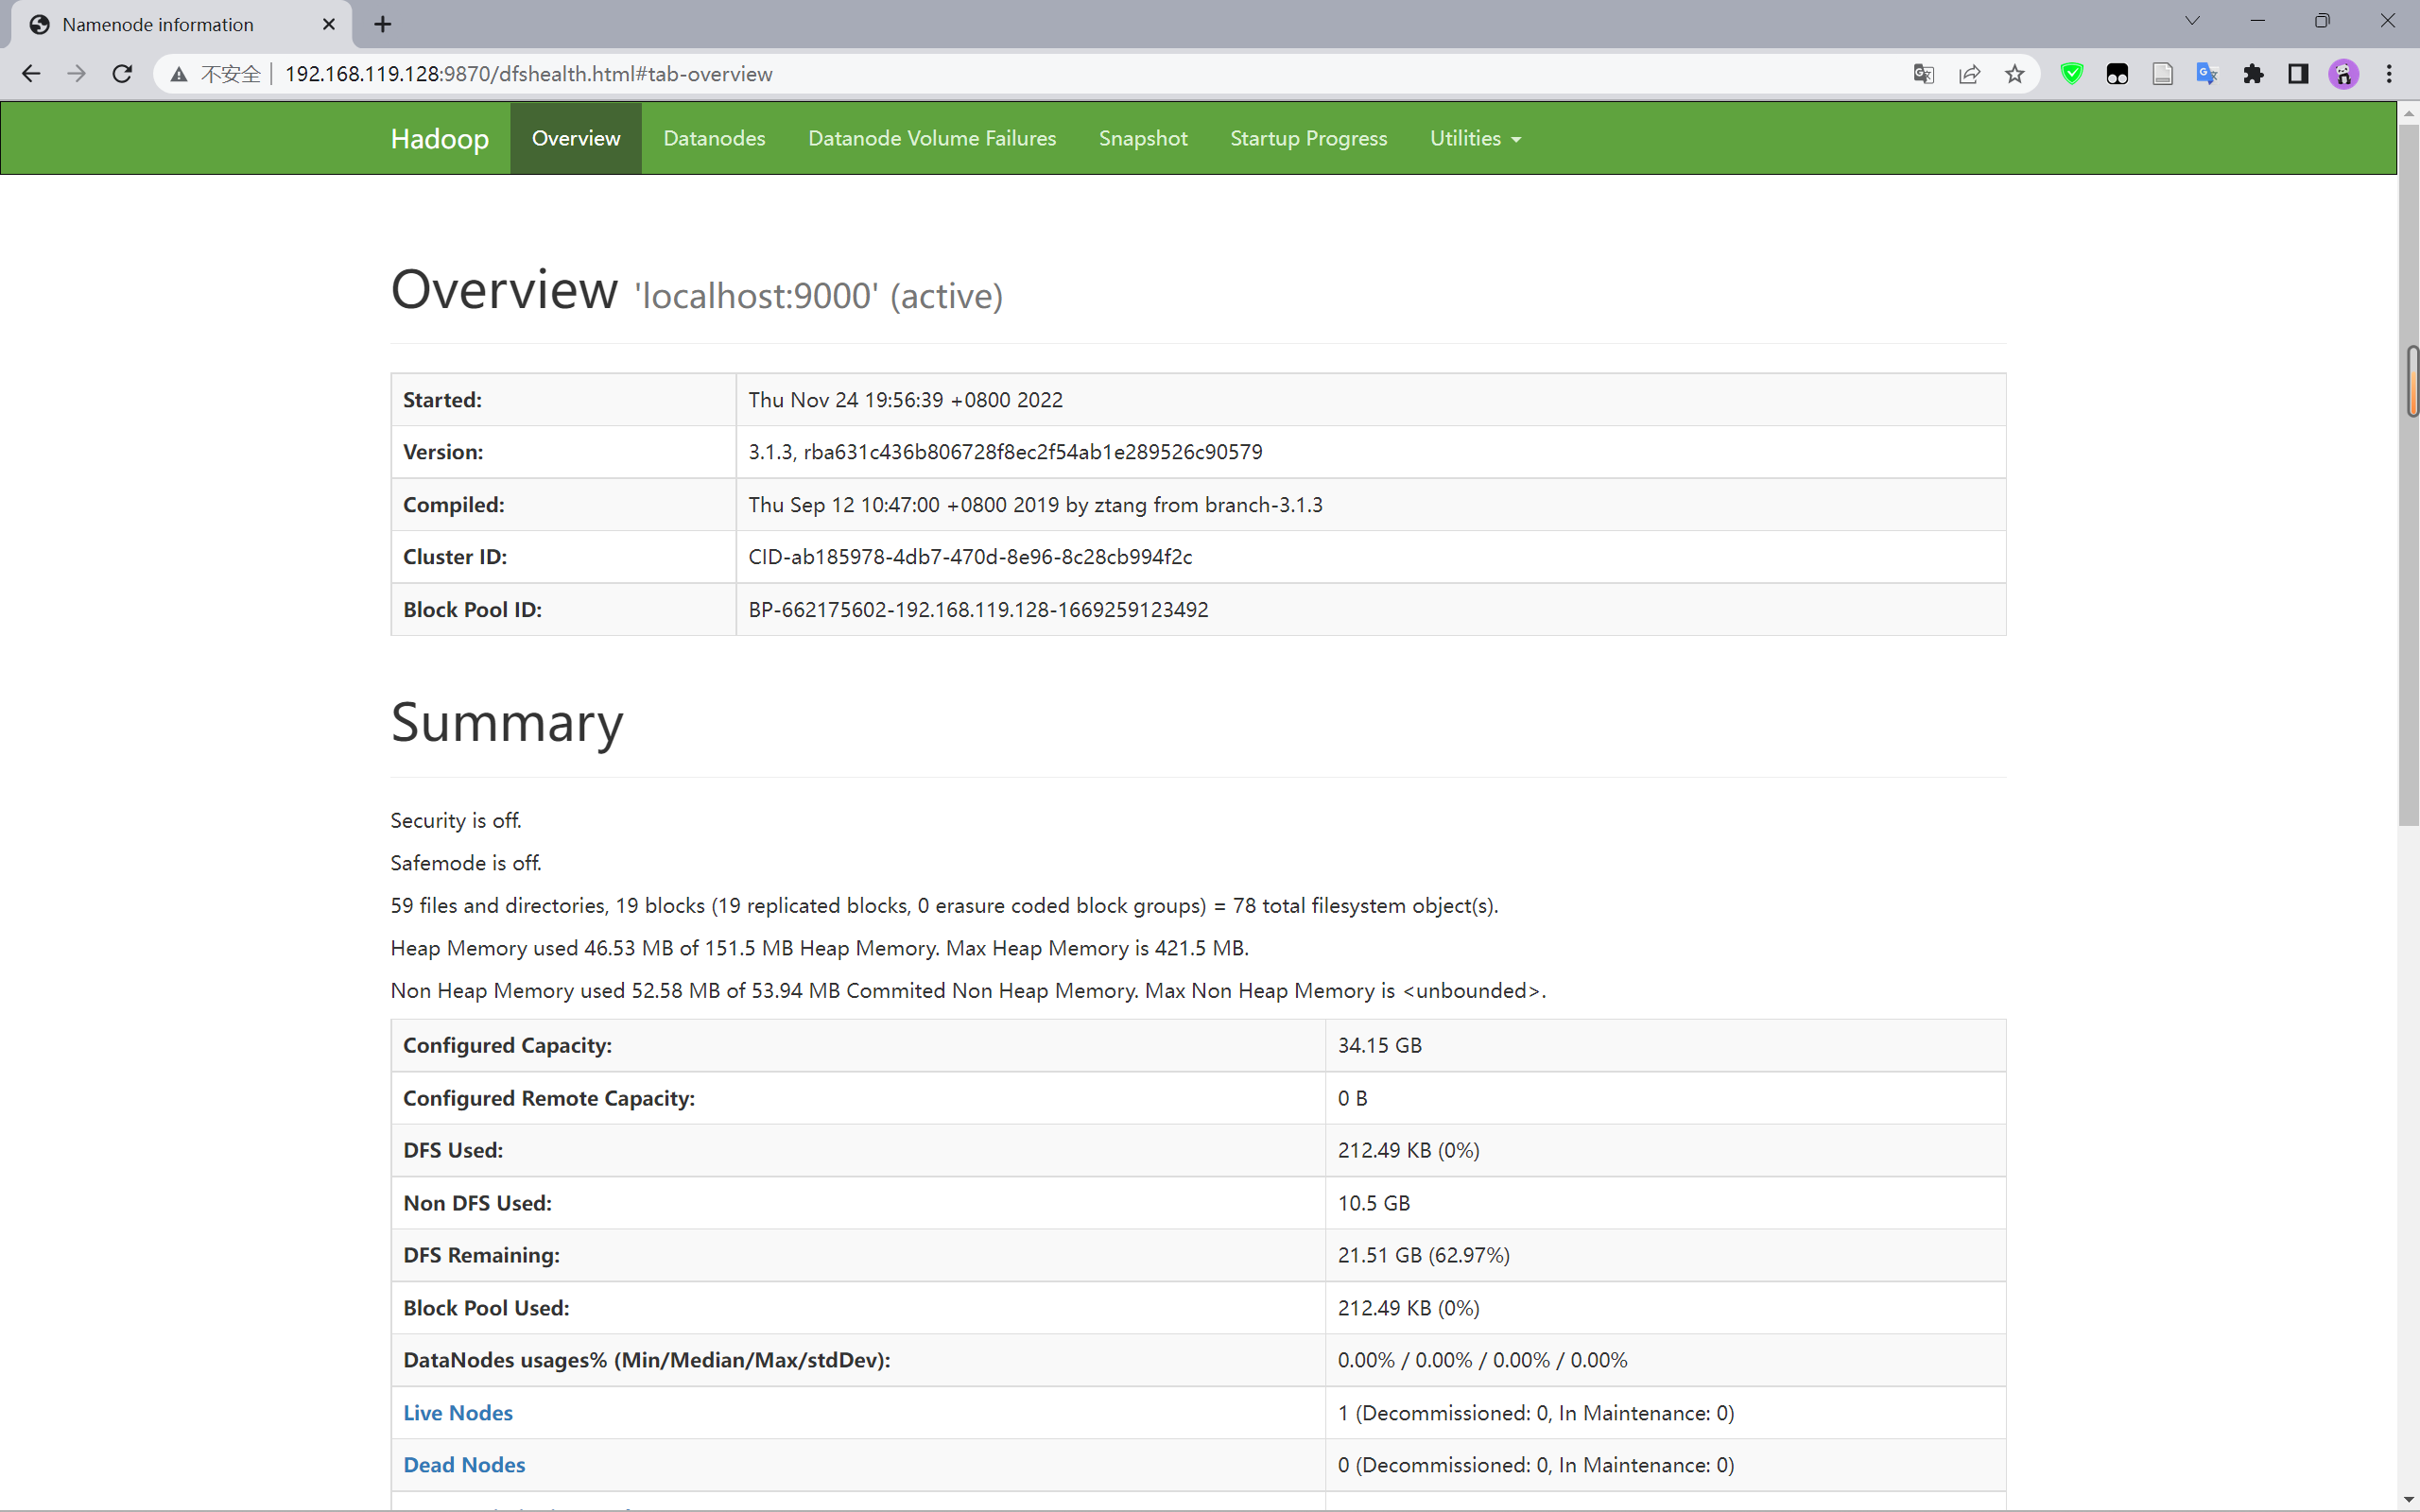 Namenode information
不安全 192.168.119.128:9870/dfshealth.html#tab-overview
Hadoop Overview Datanodes Datanode Volume Failures Snapshot Startup Progress Utilities
Overview 'localhost:9000' (active)
Started: Thu Nov 24 19:56:39 +0800 2022
Version: 3.1.3, rba631c436b806728f8ec2f54ab1e289526c90579
Compiled: Thu Sep 12 10:47:00 +0800 2019 by ztang from branch-3.1.3
Cluster ID: CID-ab185978-4db7-470d-8e96-8c28cb994f2c
Block Pool ID: BP-662175602-192.168.119.128-1669259123492
Summary
Security is off.
Safemode is off.
59 files and directories, 19 blocks (19 replicated blocks, 0 erasure coded block groups) = 78 total filesystem object(s).
Heap Memory used 46.53 MB of 151.5 MB Heap Memory. Max Heap Memory is 421.5 MB.
Non Heap Memory used 52.58 MB of 53.94 MB Commited Non Heap Memory. Max Non Heap Memory is <unbounded>.
Configured Capacity: 34.15 GB
Configured Remote Capacity: 0 B
DFS Used: 212.49 KB (0%)
Non DFS Used: 10.5 GB
DFS Remaining: 21.51 GB (62.97%)
Block Pool Used: 212.49 KB (0%)
DataNodes usages% (Min/Median/Max/stdDev): 0.00% / 0.00% / 0.00% / 0.00%
Live Nodes 1 (Decommissioned: 0, In Maintenance: 0)
Dead Nodes 0 (Decommissioned: 0, In Maintenance: 0)